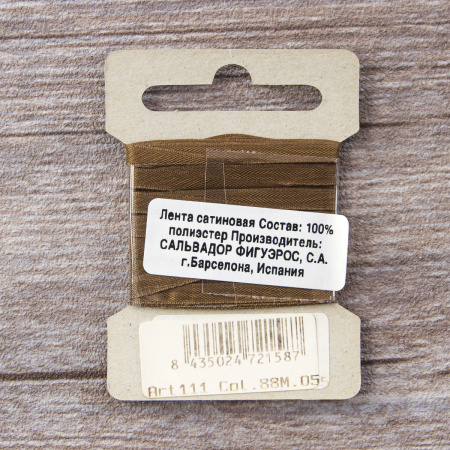 Лента сатиновая Состав: 100%
полиэстер Производитель:
САЛЬВАДОР ФИГУЭРОС, С.А.
г.Барселона, Испания
8 435024 721587
Art111 Col.88M.05